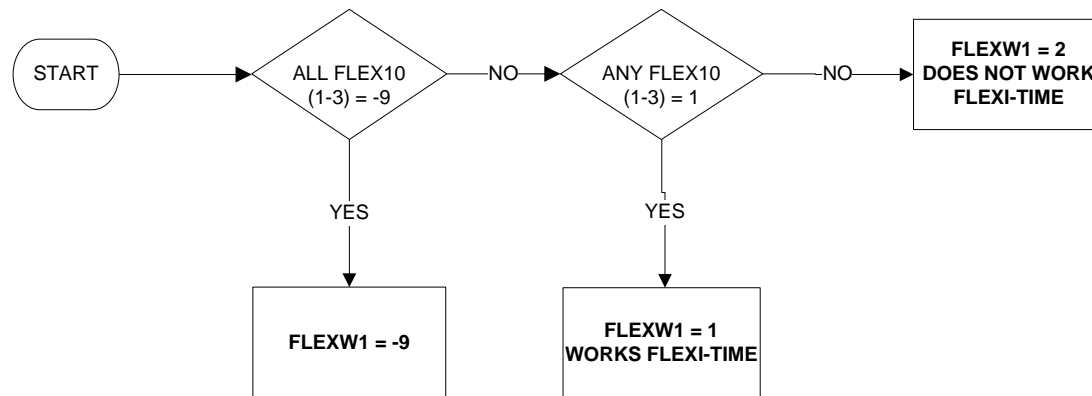 START
ALL FLEX10
(1-3) = -9
NO
ANY FLEX10
(1-3) = 1
NO
FLEXW1 = 2
DOES NOT WORK
FLEXI-TIME
YES
YES
FLEXW1 = -9
FLEXW1 = 1
WORKS FLEXI-TIME